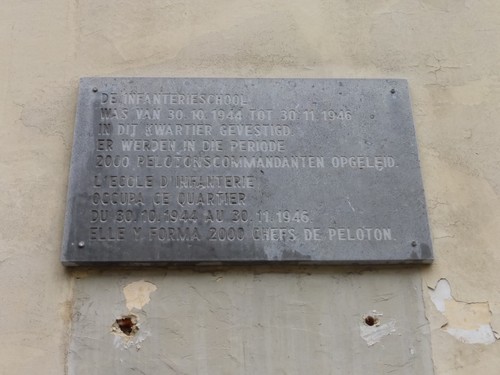 DE INFANTERIESCHOOL
WAS VAN 30.10.1944 TOT 30.11.1946
IN DIT KWARTIER GEVESTIGD.
ER WERDEN IN DIE PERIODE
2000 PELOTONSCOMMANDANTEN OPGELEID.
L'ECOLE D'INFANTERIE
OCCUPA CE QUARTIER
DU 30.10.1944 AU 30.11.1946
ELLE Y FORMA 2000 CHEFS DE PELOTON.